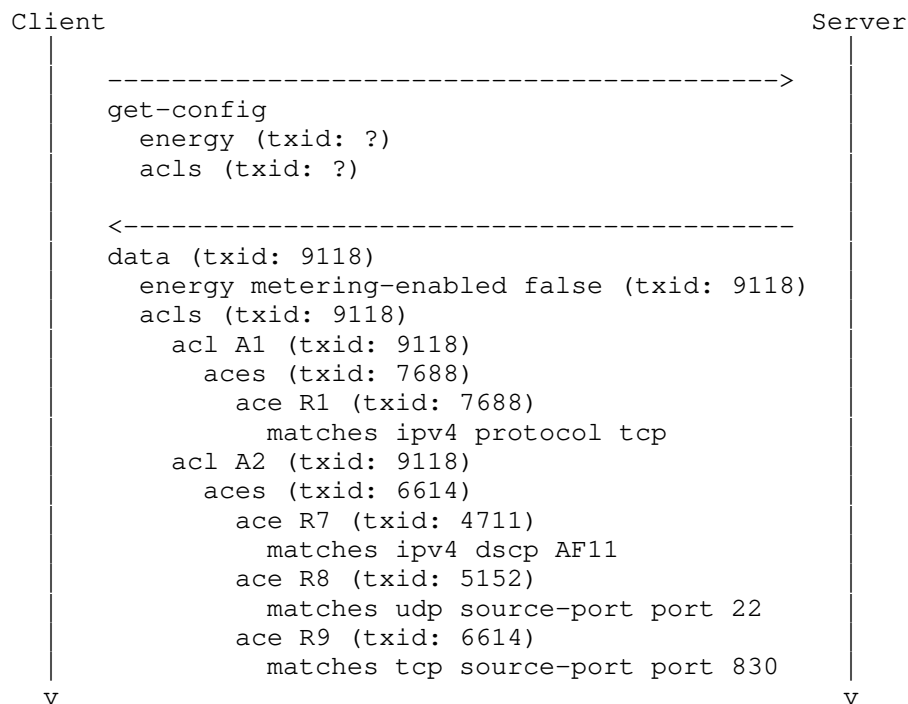 Client                                            Server
  |                                                  |
  |   ------------------------------------------>    |
  |   get-config                                     |
  |     energy (txid: ?)                             |
  |     acls (txid: ?)                               |
  |                                                  |
  |   <------------------------------------------    |
  |   data (txid: 9118)                              |
  |     energy metering-enabled false (txid: 9118)   |
  |     acls (txid: 9118)                            |
  |       acl A1 (txid: 9118)                        |
  |         aces (txid: 7688)                        |
  |           ace R1 (txid: 7688)                    |
  |             matches ipv4 protocol tcp            |
  |       acl A2 (txid: 9118)                        |
  |         aces (txid: 6614)                        |
  |           ace R7 (txid: 4711)                    |
  |             matches ipv4 dscp AF11               |
  |           ace R8 (txid: 5152)                    |
  |             matches udp source-port port 22      |
  |           ace R9 (txid: 6614)                    |
  |             matches tcp source-port port 830     |
  v                                                  v